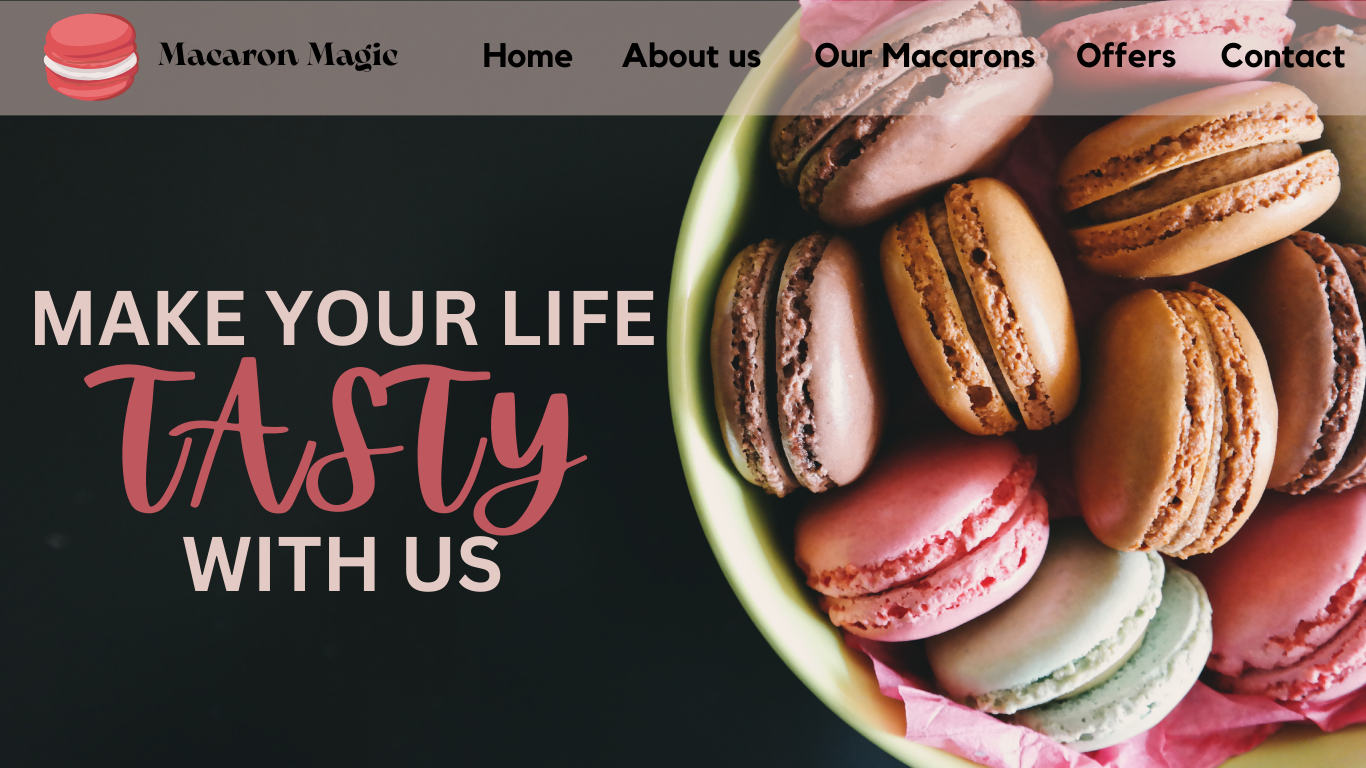 Macaron Magic
Home
About us
Our Macarons
Offers
Contact
MAKE YOUR LIFE
TASTY
WITH US